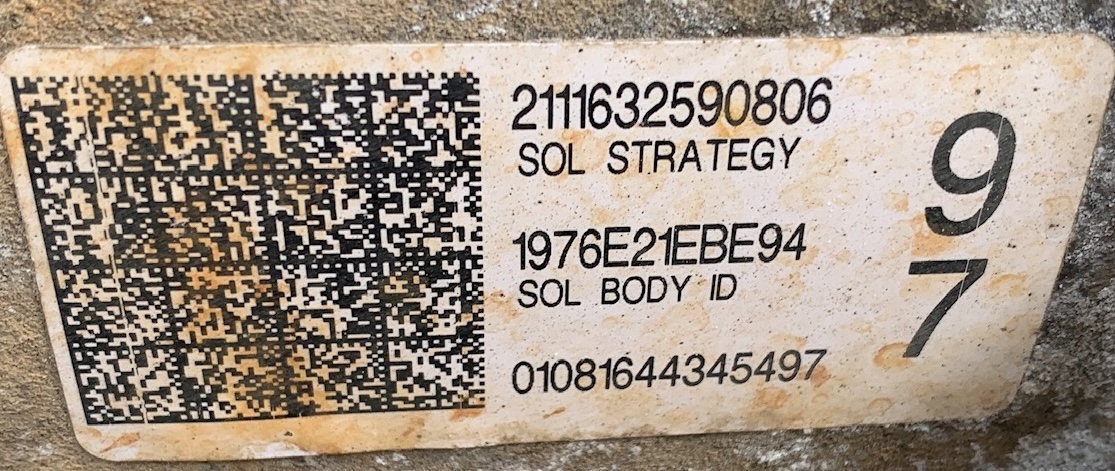 2111632590806
SOL STRATEGY
1976E21EBE94
SOL BODY ID
01081644345497
9
7